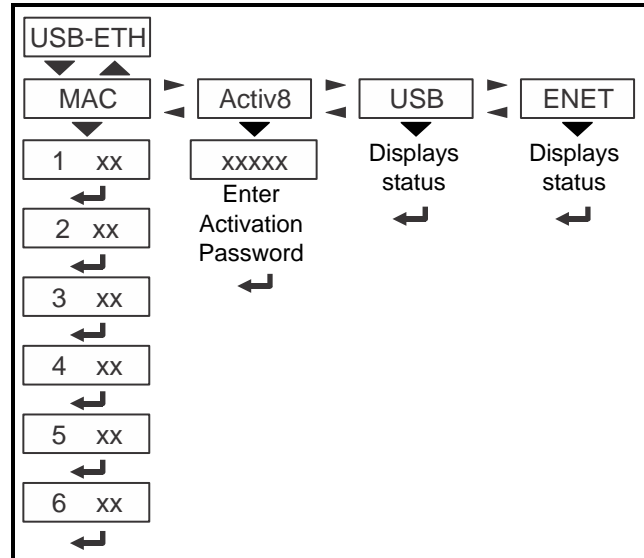 USB-ETH
MAC
Activ8
USB
ENET
1 xx
xxxxx
Displays
status
Displays
status
Enter
Activation
Password
2 xx
3 xx
4 xx
5 xx
6 xx